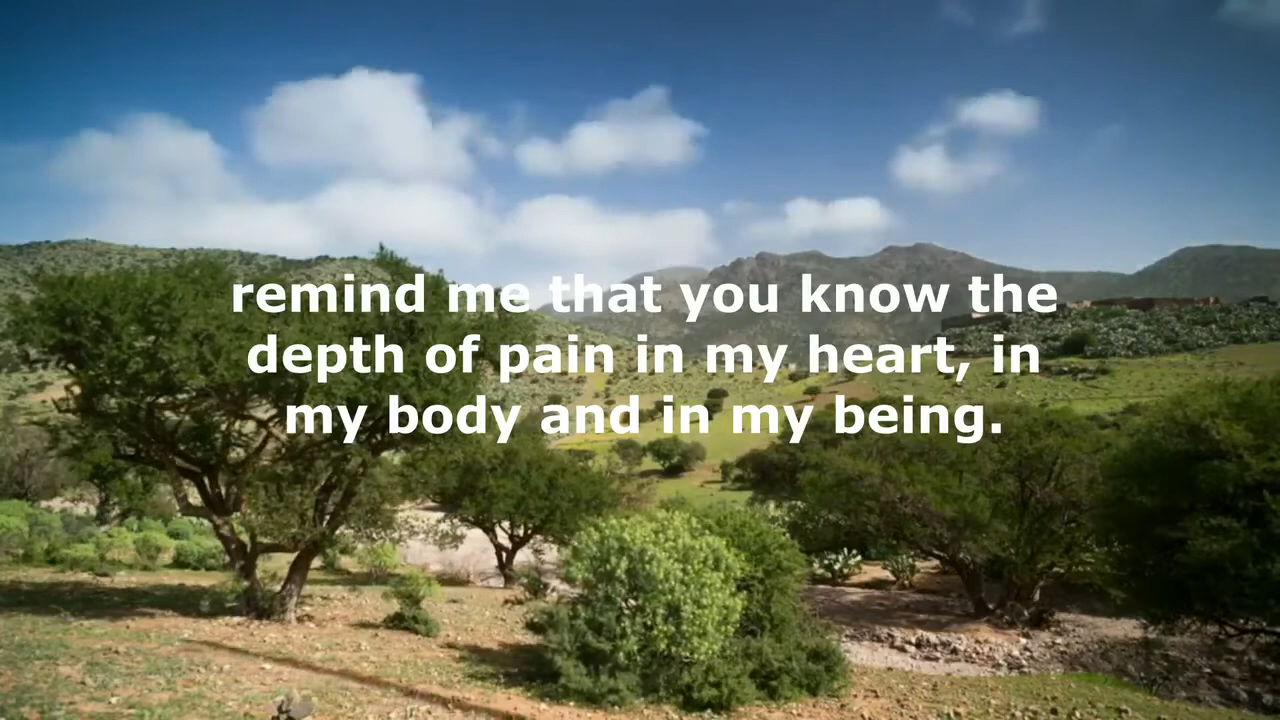 remind me that you know the
depth of pain in my heart, in
my body and in my being.